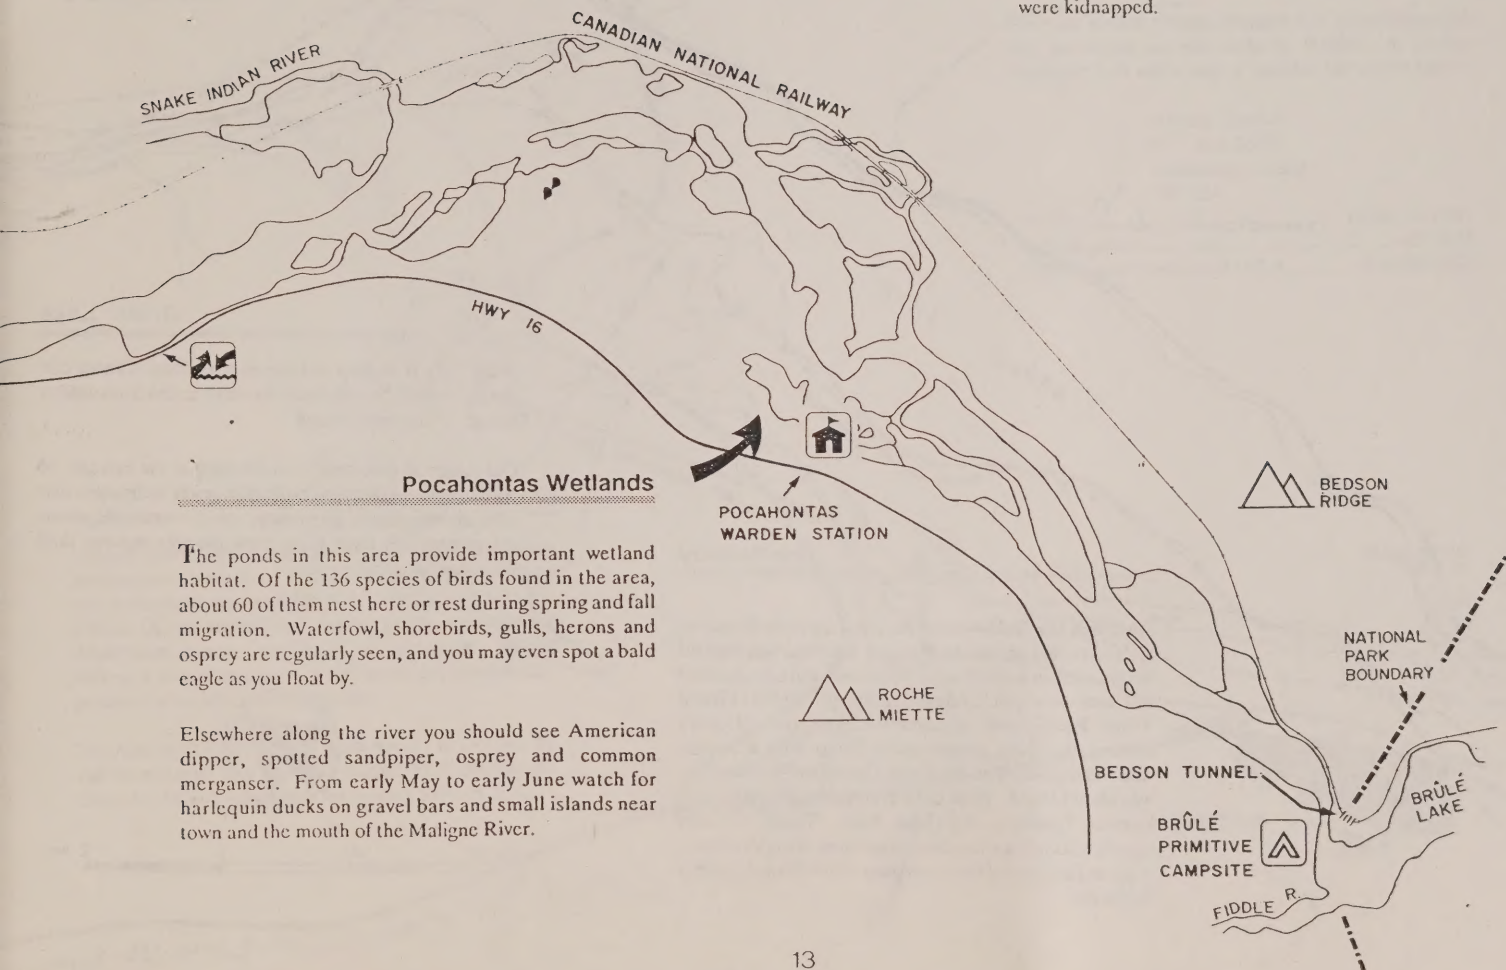 were kidnapped.
CANADIAN NATIONAL RAILWAY
SNAKE INDIAN RIVER
HWY 16
Pocahontas Wetlands
The ponds in this area provide important wetland
habitat. Of the 136 species of birds found in the area,
about 60 of them nest here or rest during spring and fall
migration. Waterfowl, shorebirds, gulls, herons and
osprey are regularly seen, and you may even spot a bald
eagle as you float by.
Elsewhere along the river you should see American
dipper, spotted sandpiper, osprey and common
merganser. From early May to early June watch for
harlequin ducks on gravel bars and small islands near
town and the mouth of the Maligne River.
POCAHONTAS
WARDEN STATION
BEDSON
RIDGE
NATIONAL
PARK
BOUNDARY
ROCHE
MIETTE
BEDSON TUNNEL
BRÛLÉ
LAKE
BRÛLÉ
PRIMITIVE
CAMPSITE
FIDDLE R.
13